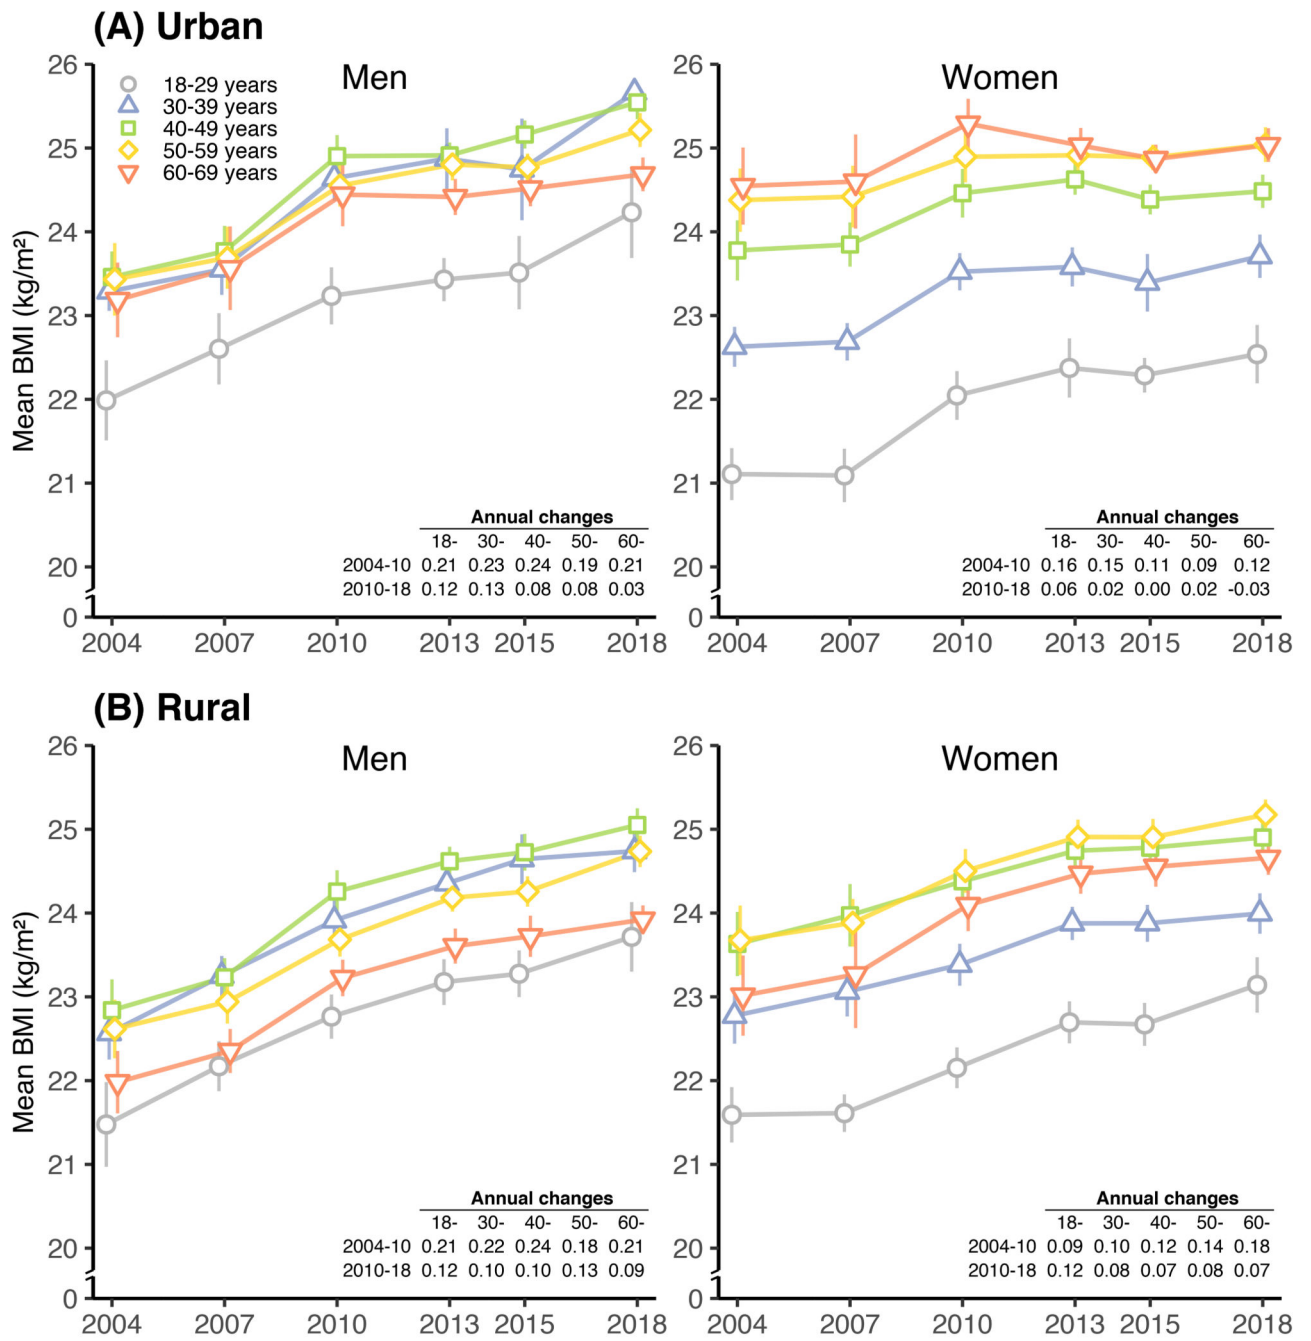 (A) Urban
Men
Women
18-29 years
30-39 years
40-49 years
50-59 years
60-69 years
Mean BMI (kg/m²)
26
25
24
23
22
21
20
0
Annual changes
18- 30- 40- 50- 60-
2004-10 0.21 0.23 0.24 0.19 0.21
2010-18 0.12 0.13 0.08 0.08 0.03
2004 2007 2010 2013 2015 2018
26
25
24
23
22
21
20
0
Annual changes
18- 30- 40- 50- 60-
2004-10 0.16 0.15 0.11 0.09 0.12
2010-18 0.06 0.02 0.00 0.02 -0.03
2004 2007 2010 2013 2015 2018
(B) Rural
Men
Women
Mean BMI (kg/m²)
26
25
24
23
22
21
20
0
Annual changes
18- 30- 40- 50- 60-
2004-10 0.21 0.22 0.24 0.18 0.21
2010-18 0.12 0.10 0.10 0.13 0.09
2004 2007 2010 2013 2015 2018
26
25
24
23
22
21
20
0
Annual changes
18- 30- 40- 50- 60-
2004-10 0.09 0.10 0.12 0.14 0.18
2010-18 0.12 0.08 0.07 0.08 0.07
2004 2007 2010 2013 2015 2018